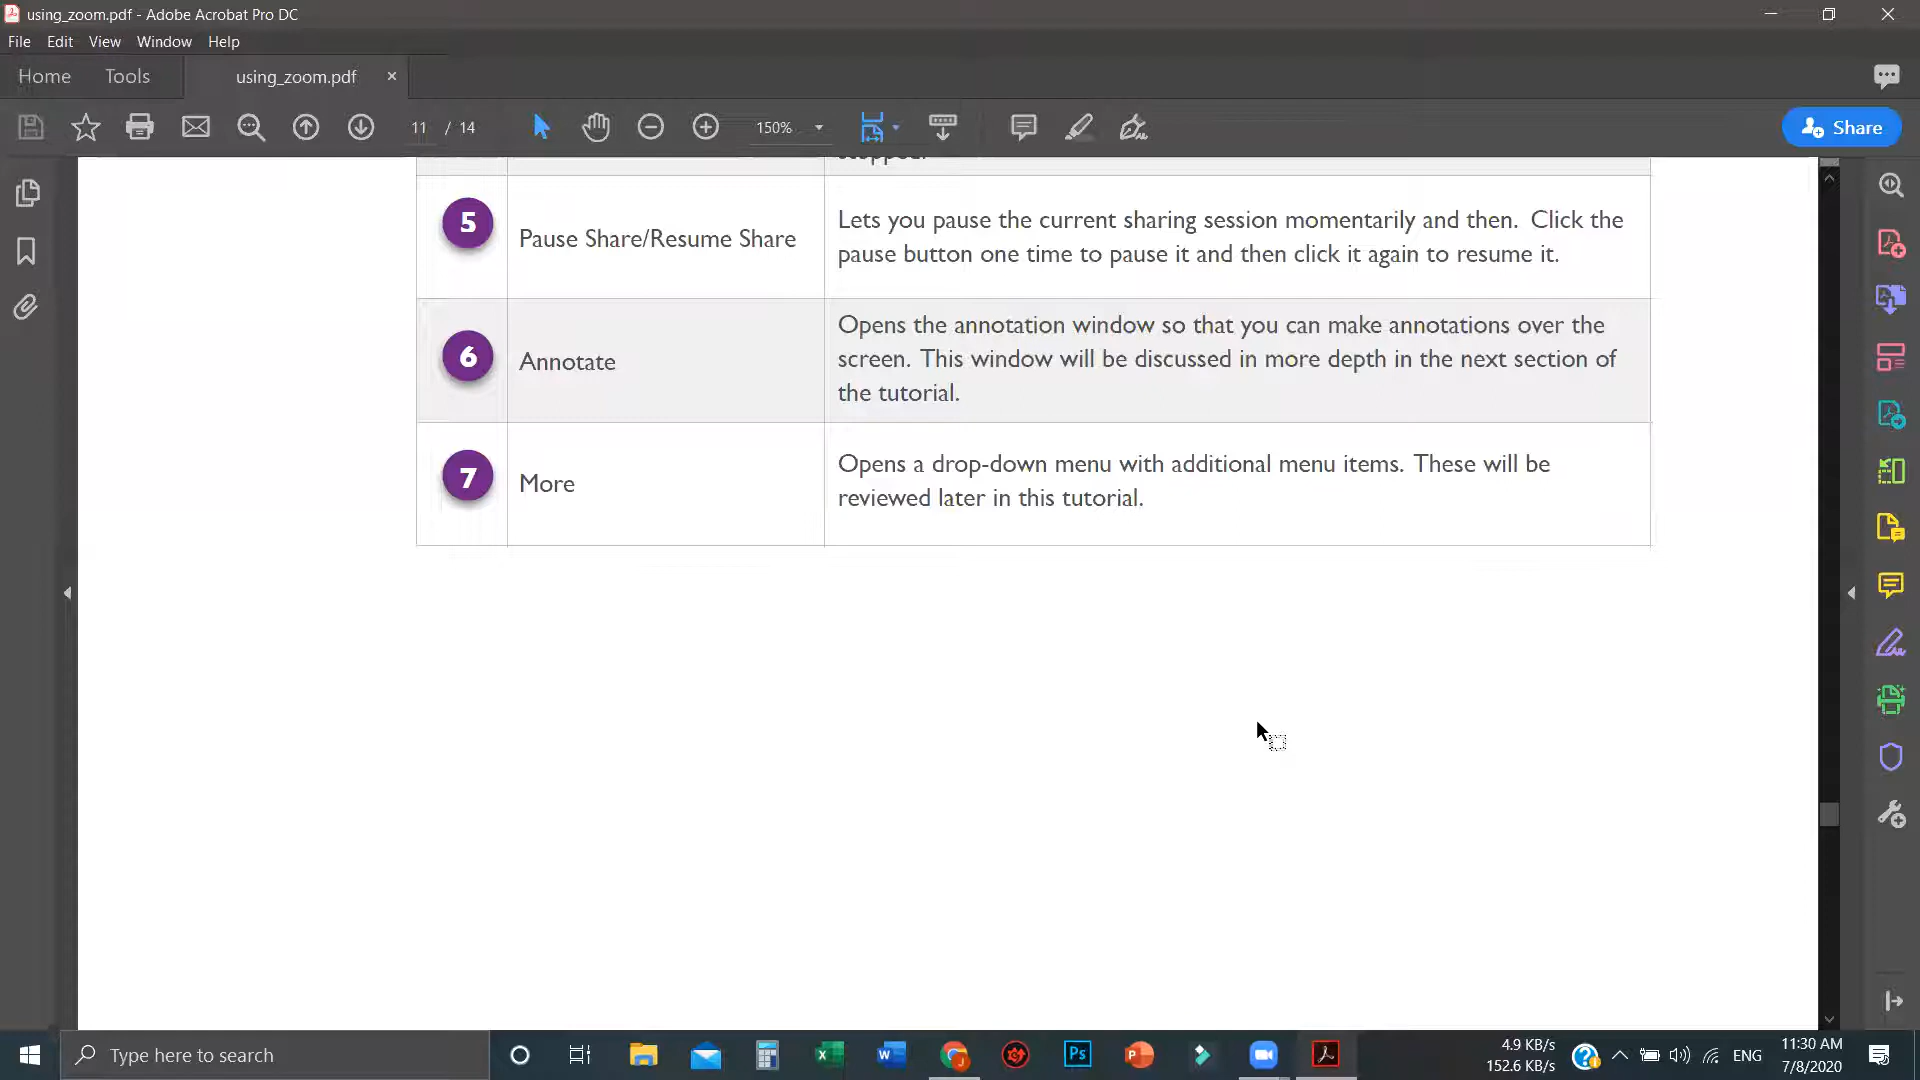 using_zoom.pdf - Adobe Acrobat Pro DC
File Edit View Window Help
Home Tools using_zoom.pdf
11 / 14 150% Share
5 Pause Share/Resume Share
Lets you pause the current sharing session momentarily and then. Click the
pause button one time to pause it and then click it again to resume it.
6 Annotate
Opens the annotation window so that you can make annotations over the
screen. This window will be discussed in more depth in the next section of
the tutorial.
7 More
Opens a drop-down menu with additional menu items. These will be
reviewed later in this tutorial.
Type here to search
Ps
4.9 KB/s
152.6 KB/s
ENG
11:30 AM
7/8/2020